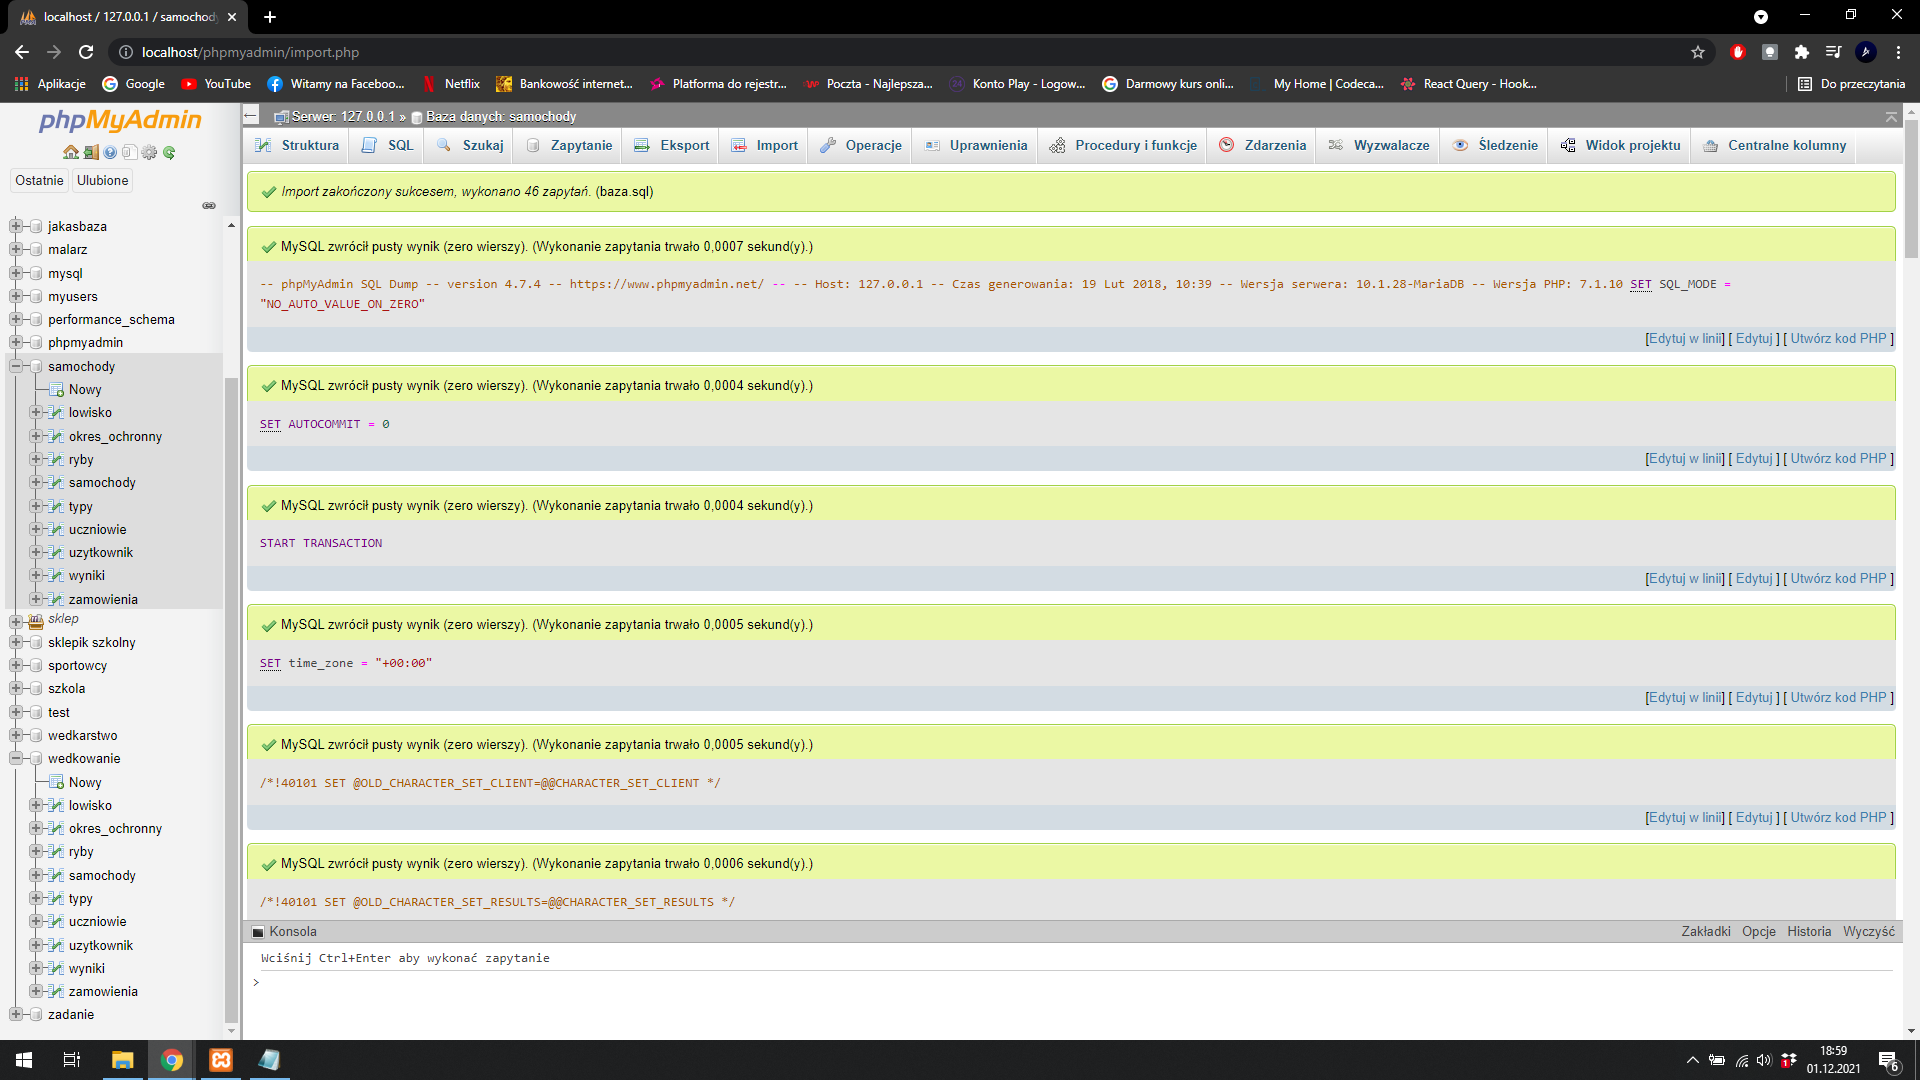 localhost / 127.0.0.1 / samochody
localhost/phpmyadmin/import.php
Aplikacje
Google
YouTube
Witamy na Faceboo...
Netflix
Bankowość internet...
Platforma do rejestr...
Poczta - Najlepsza...
Konto Play - Logow...
Darmowy kurs onli...
My Home | Codeca...
React Query - Hook...
Do przeczytania
phpMyAdmin
Ostatnie
Ulubione
jakasbaza
malarz
mysql
myusers
performance_schema
phpmyadmin
samochody
Nowy
lowisko
okres_ochronny
ryby
samochody
typy
uczniowie
uzytkownik
wyniki
zamowienia
sklep
sklepik szkolny
sportowcy
szkola
test
wedkarstwo
wedkowanie
Nowy
lowisko
okres_ochronny
ryby
samochody
typy
uczniowie
uzytkownik
wyniki
zamowienia
zadanie
Serwer: 127.0.0.1 » Baza danych: samochody
Struktura
SQL
Szukaj
Zapytanie
Eksport
Import
Operacje
Uprawnienia
Procedury i funkcje
Zdarzenia
Wyzwalacze
Śledzenie
Widok projektu
Centralne kolumny
Import zakończony sukcesem, wykonano 46 zapytań. (baza.sql)
MySQL zwrócił pusty wynik (zero wierszy). (Wykonanie zapytania trwało 0,0007 sekund(y).)
-- phpMyAdmin SQL Dump -- version 4.7.4 -- https://www.phpmyadmin.net/ -- -- Host: 127.0.0.1 -- Czas generowania: 19 Lut 2018, 10:39 -- Wersja serwera: 10.1.28-MariaDB -- Wersja PHP: 7.1.10 SET SQL_MODE =
"NO_AUTO_VALUE_ON_ZERO"
[Edytuj w linii] [ Edytuj ] [ Utwórz kod PHP ]
MySQL zwrócił pusty wynik (zero wierszy). (Wykonanie zapytania trwało 0,0004 sekund(y).)
SET AUTOCOMMIT = 0
[Edytuj w linii] [ Edytuj ] [ Utwórz kod PHP ]
MySQL zwrócił pusty wynik (zero wierszy). (Wykonanie zapytania trwało 0,0004 sekund(y).)
START TRANSACTION
[Edytuj w linii] [ Edytuj ] [ Utwórz kod PHP ]
MySQL zwrócił pusty wynik (zero wierszy). (Wykonanie zapytania trwało 0,0005 sekund(y).)
SET time_zone = "+00:00"
[Edytuj w linii] [ Edytuj ] [ Utwórz kod PHP ]
MySQL zwrócił pusty wynik (zero wierszy). (Wykonanie zapytania trwało 0,0005 sekund(y).)
/*!40101 SET @OLD_CHARACTER_SET_CLIENT=@@CHARACTER_SET_CLIENT */
[Edytuj w linii] [ Edytuj ] [ Utwórz kod PHP ]
MySQL zwrócił pusty wynik (zero wierszy). (Wykonanie zapytania trwało 0,0006 sekund(y).)
/*!40101 SET @OLD_CHARACTER_SET_RESULTS=@@CHARACTER_SET_RESULTS */
Konsola
Zakładki
Opcje
Historia
Wyczyść
Wciśnij Ctrl+Enter aby wykonać zapytanie
>
18:59
01.12.2021
6